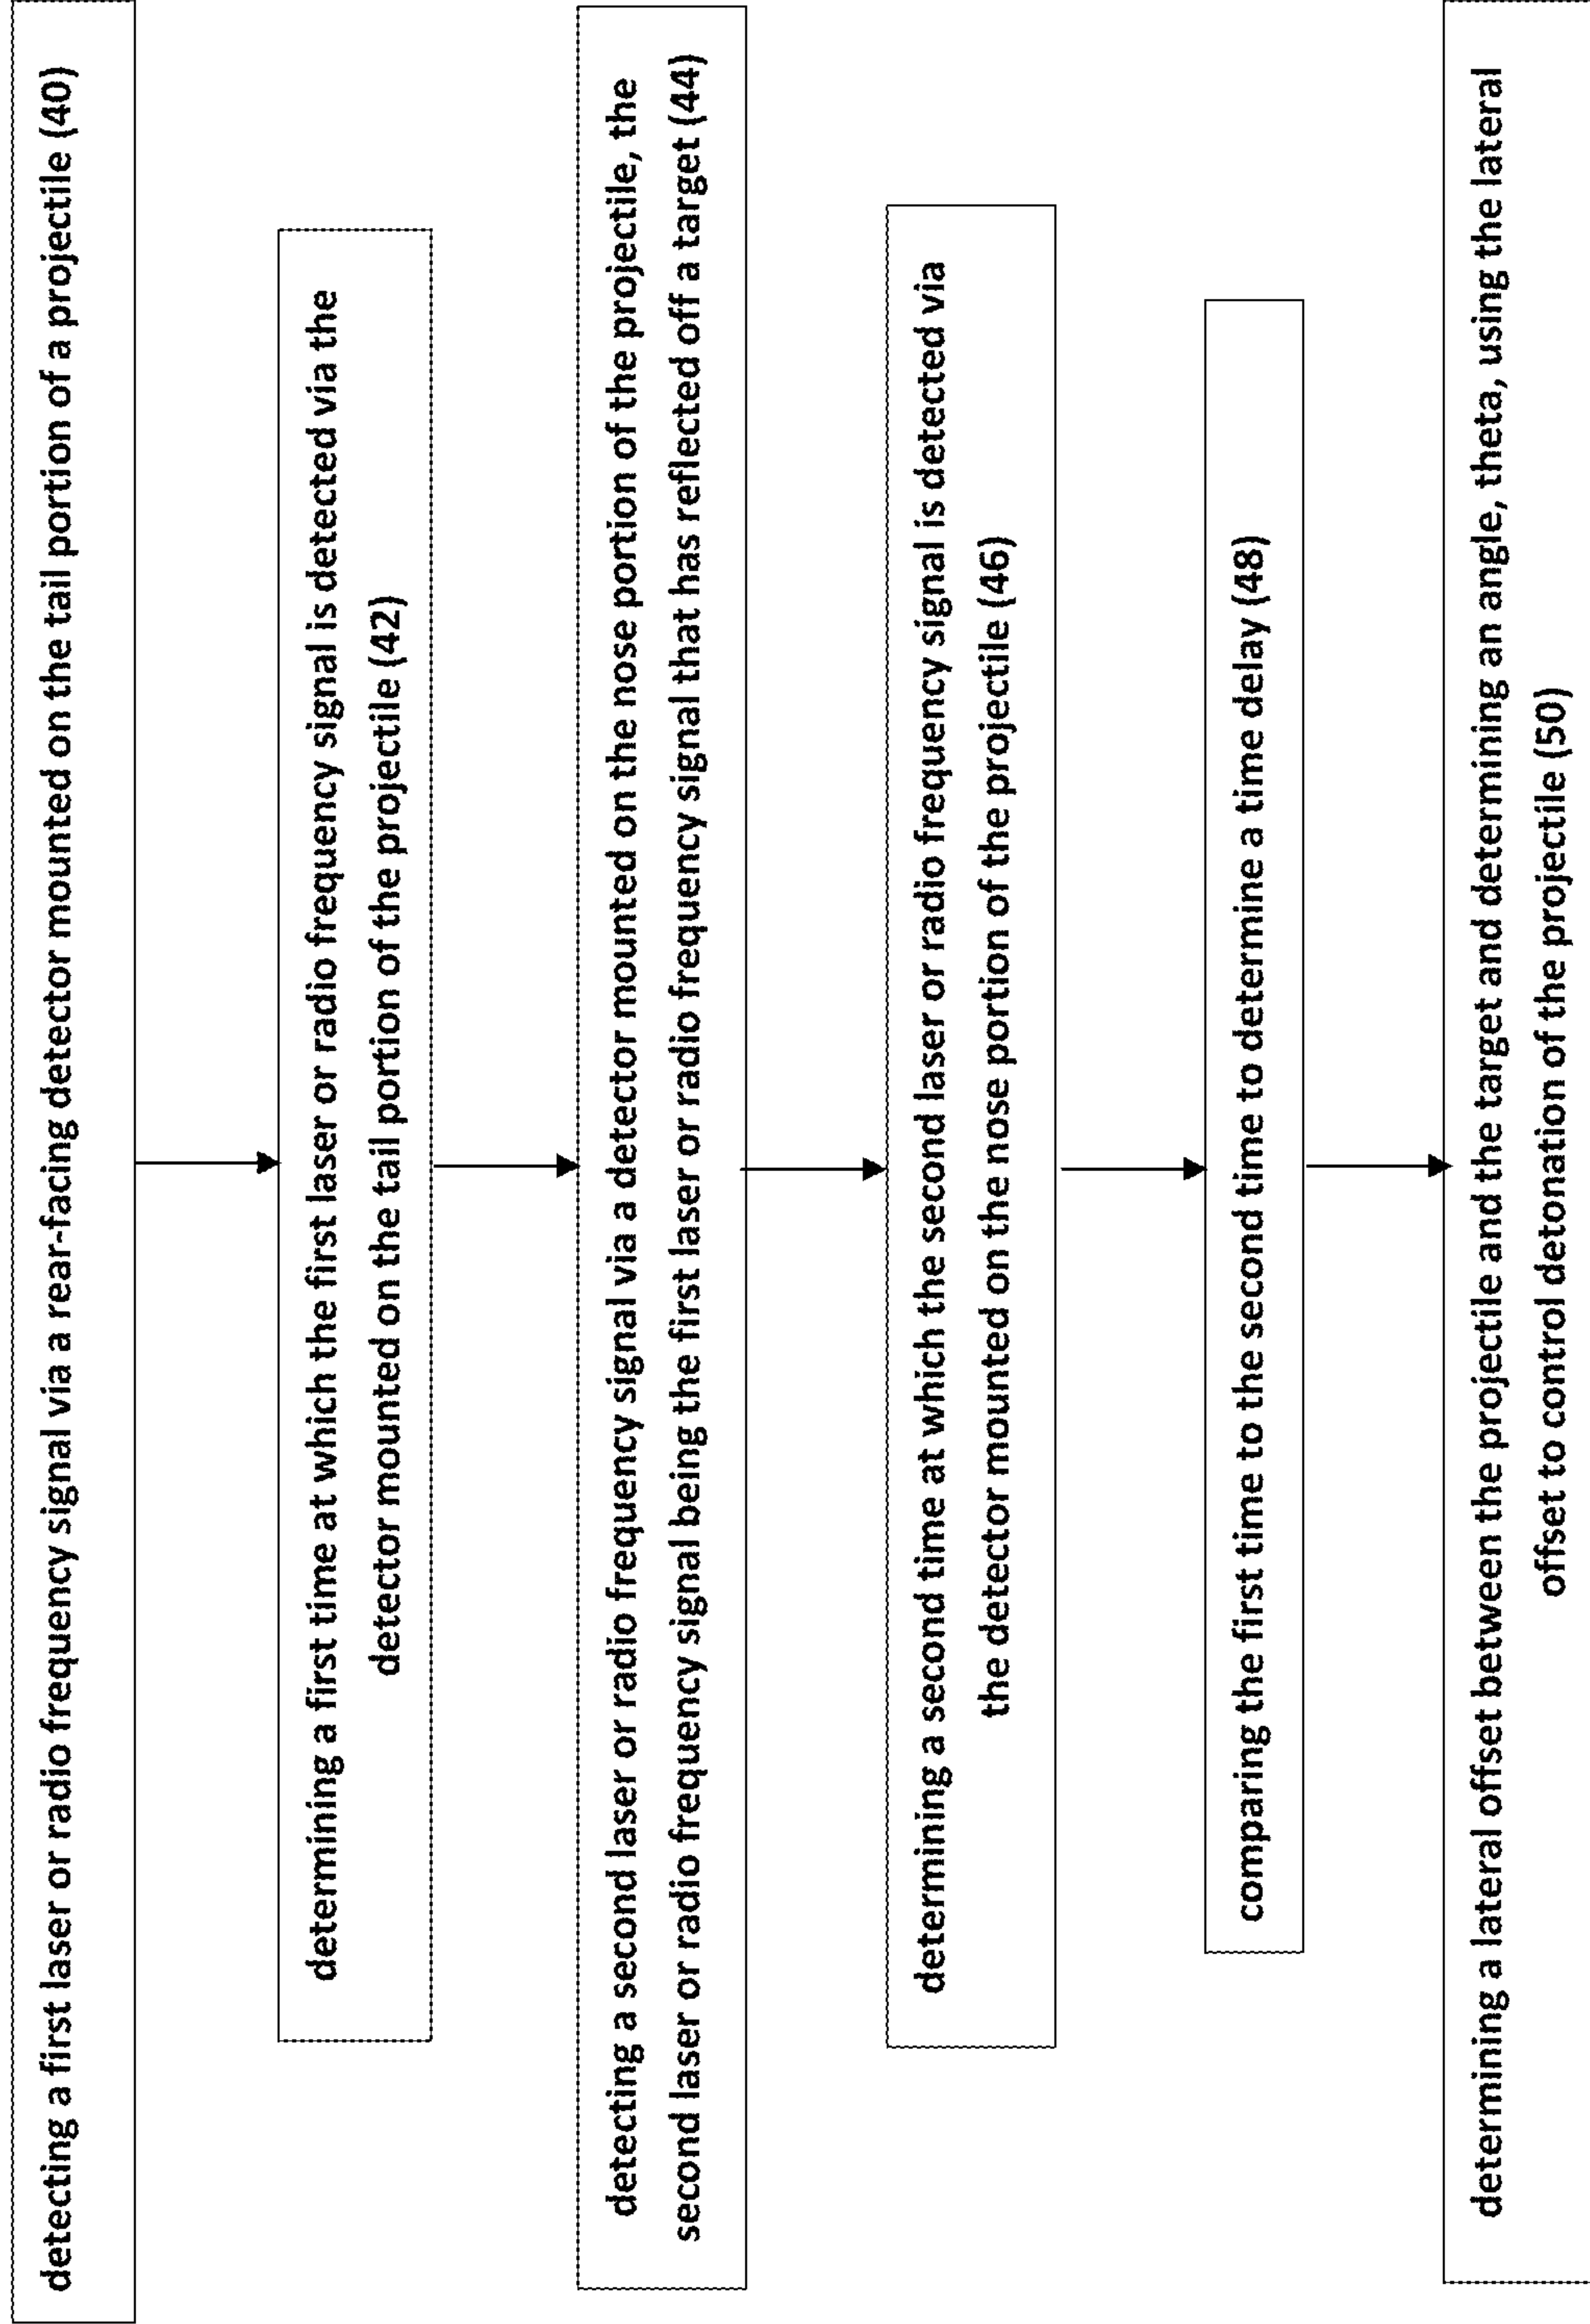 detecting a first laser or radio frequency signal via a rear-facing detector mounted on the tail portion of a projectile (40)
determining a first time at which the first laser or radio frequency signal is detected via the
detector mounted on the tail portion of the projectile (42)
detecting a second laser or radio frequency signal via a detector mounted on the nose portion of the projectile, the
second laser or radio frequency signal being the first laser or radio frequency signal that has reflected off a target (44)
determining a second time at which the second laser or radio frequency signal is detected via
the detector mounted on the nose portion of the projectile (46)
comparing the first time to the second time to determine a time delay (48)
determining a lateral offset between the projectile and the target and determining an angle, theta, using the lateral
offset to control detonation of the projectile (50)